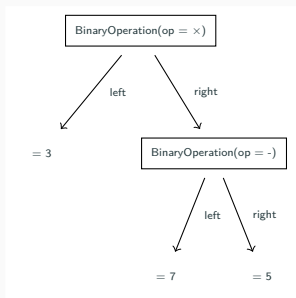 BinaryOperation(op = ×)
left
right
= 3
BinaryOperation(op = -)
left
right
= 7
= 5